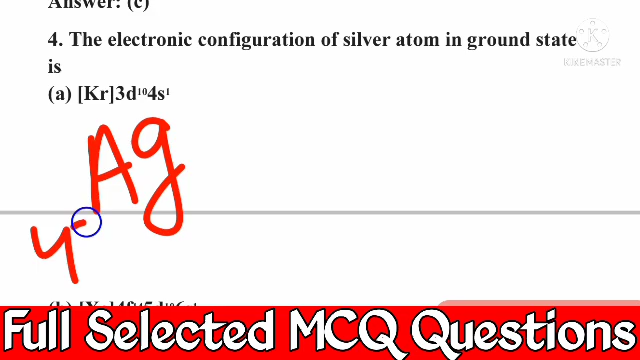 Answer: (c)
4. The electronic configuration of silver atom in ground state
is
(a) [Kr]3d¹⁰4s¹
Ag
4
KINEMASTER
Full Selected MCQ Questions